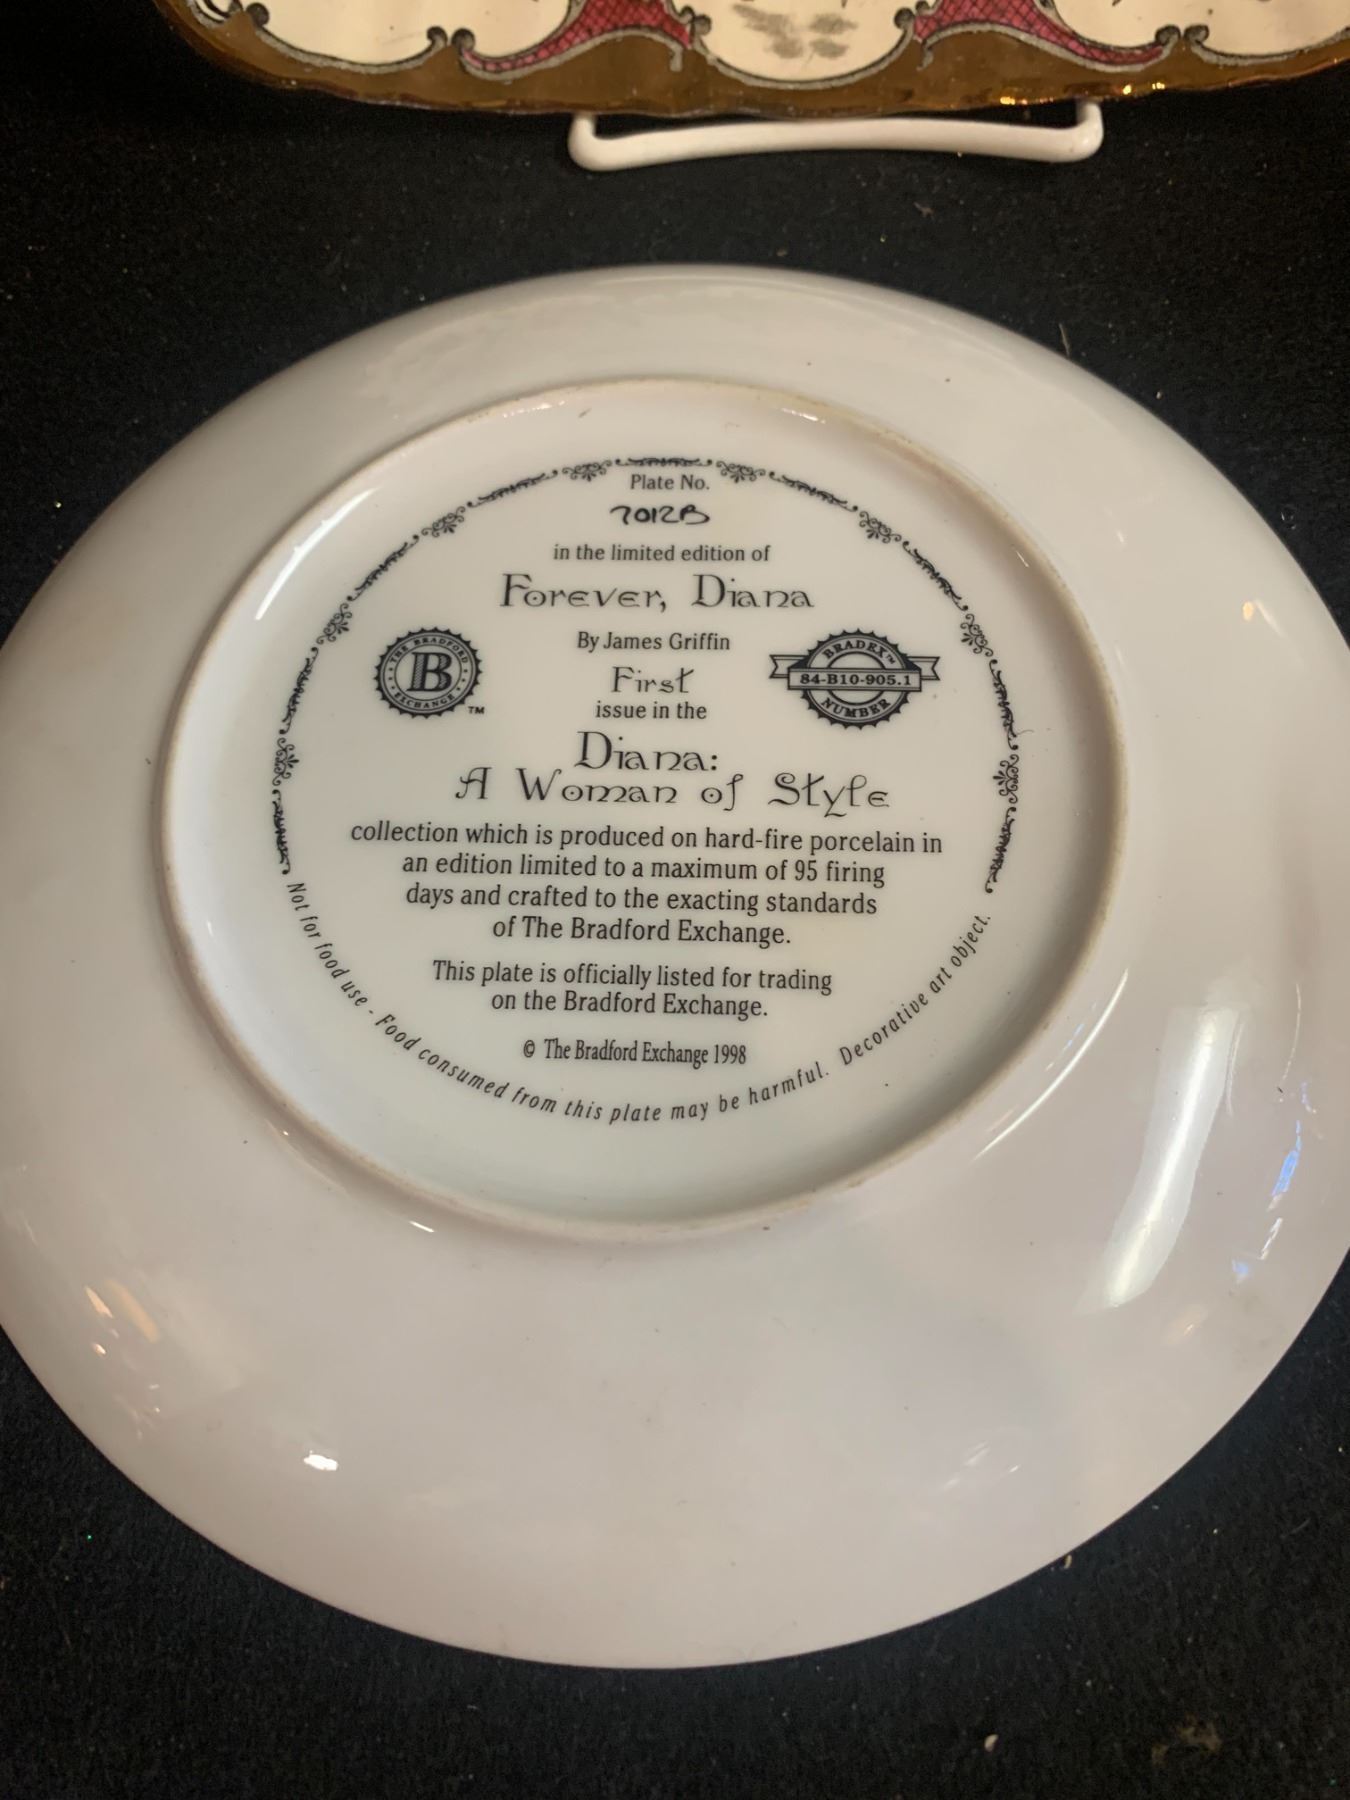 Plate No.
7012B
in the limited edition of
Forever, Diana
By James Griffin
THE BRADFORD
B
EXCHANGE
TM
BRADEX™
84-B10-905.1
NUMBER
First
issue in the
Diana:
A Woman of Style
collection which is produced on hard-fire porcelain in
an edition limited to a maximum of 95 firing
days and crafted to the exacting standards
of The Bradford Exchange.
This plate is officially listed for trading
on the Bradford Exchange.
© The Bradford Exchange 1998
Not for food use - Food consumed from this plate may be harmful. Decorative art object.